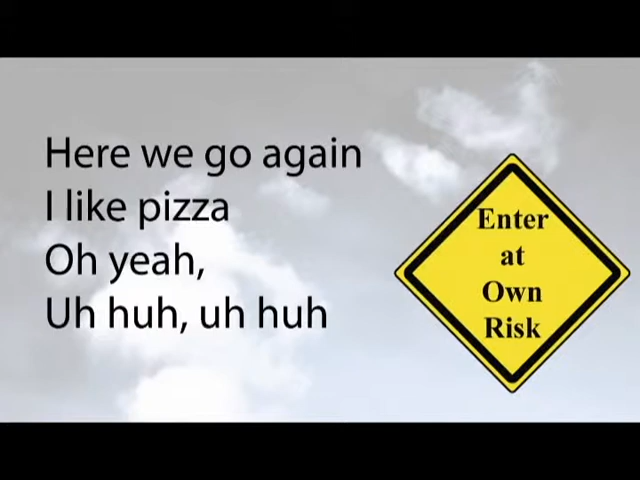 Here we go again
I like pizza
Oh yeah,
Uh huh, uh huh
Enter
at
Own
Risk